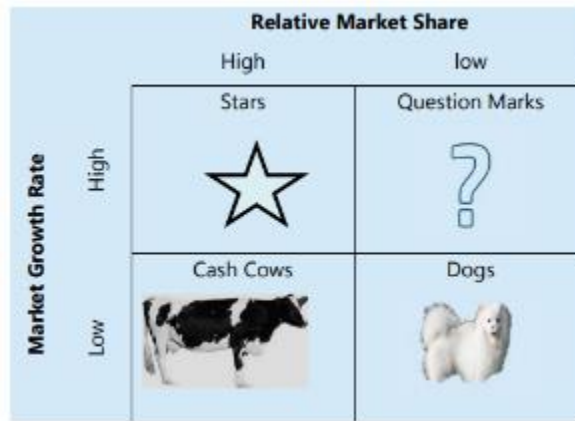 Relative Market Share
High low
Market Growth Rate
High
Stars Question Marks
?
Low
Cash Cows Dogs